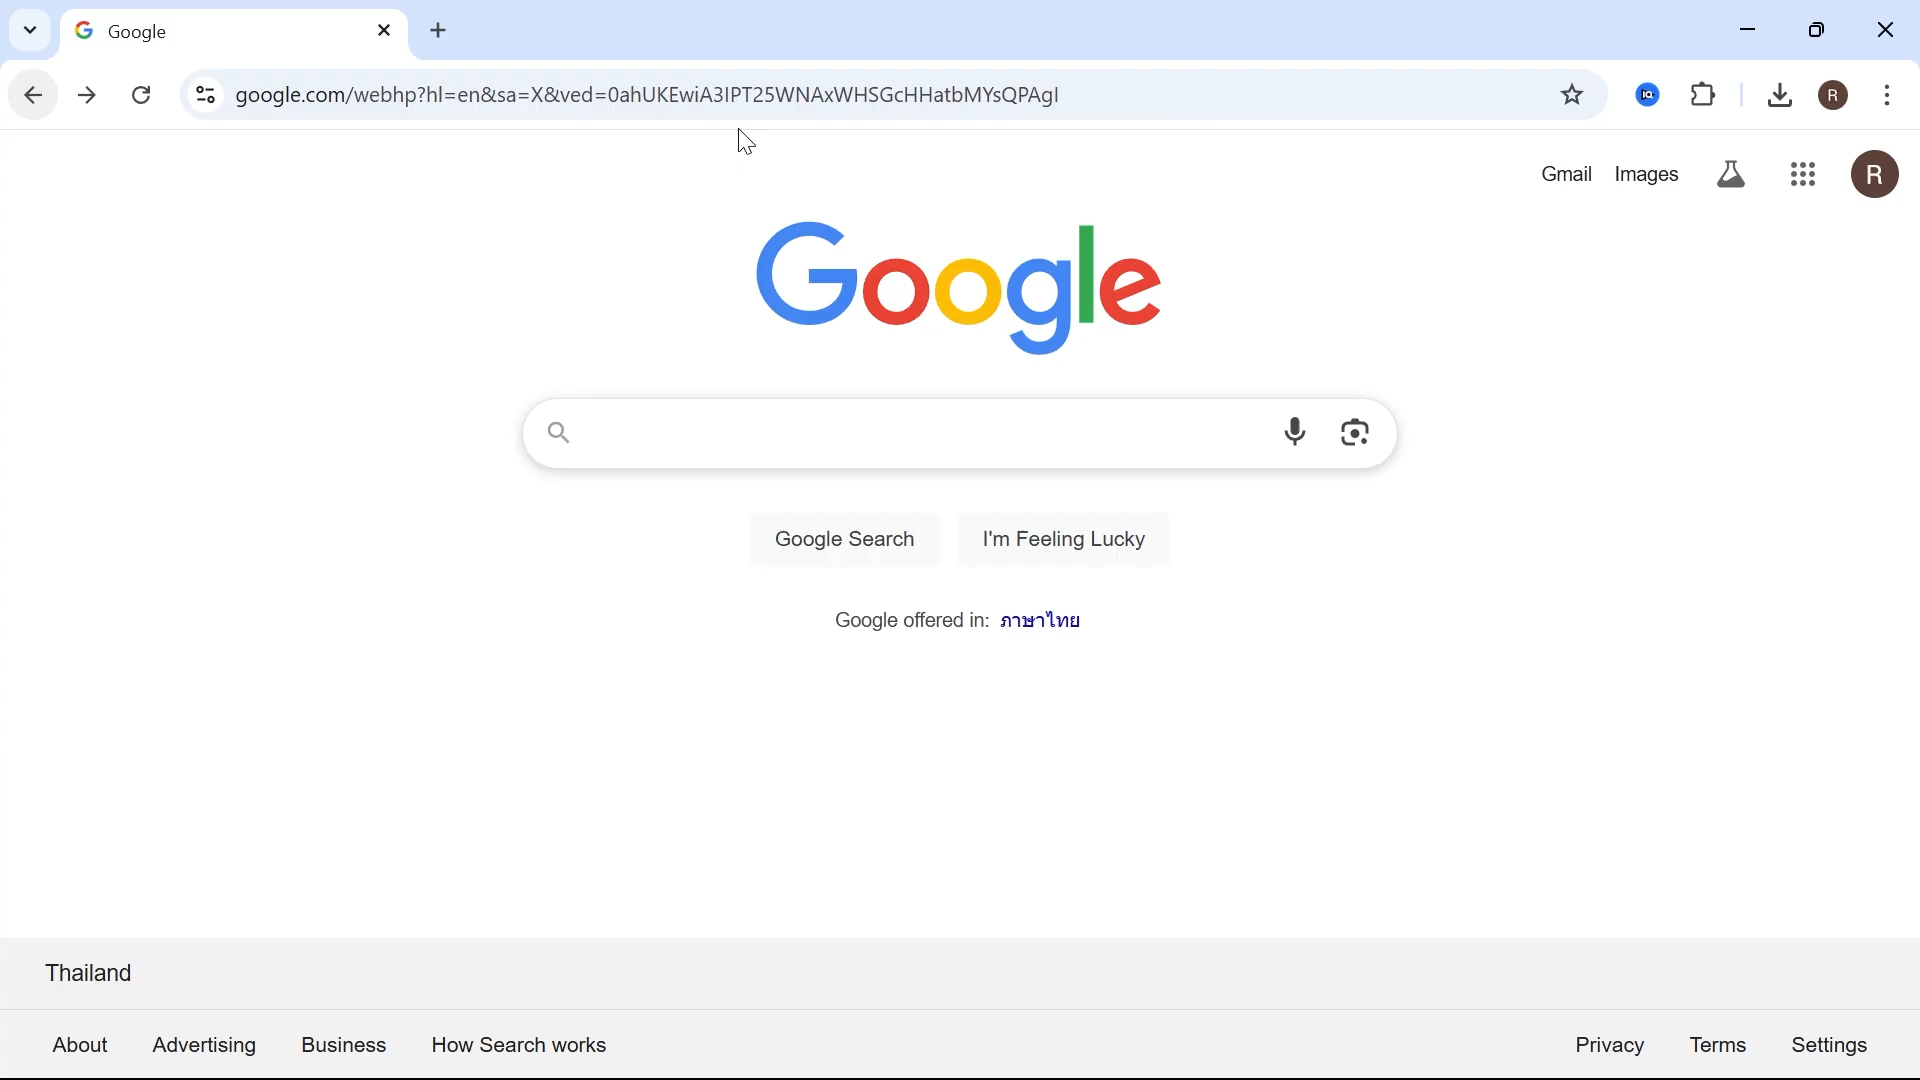 Google
google.com/webhp?hl=en&sa=X&ved=0ahUKEwiA3IPT25WNAxWHSGcHHatbMYsQPAgI
R
Gmail Images
R
Google
Google Search I'm Feeling Lucky
Google offered in: ภาษาไทย
Thailand
About Advertising Business How Search works Privacy Terms Settings